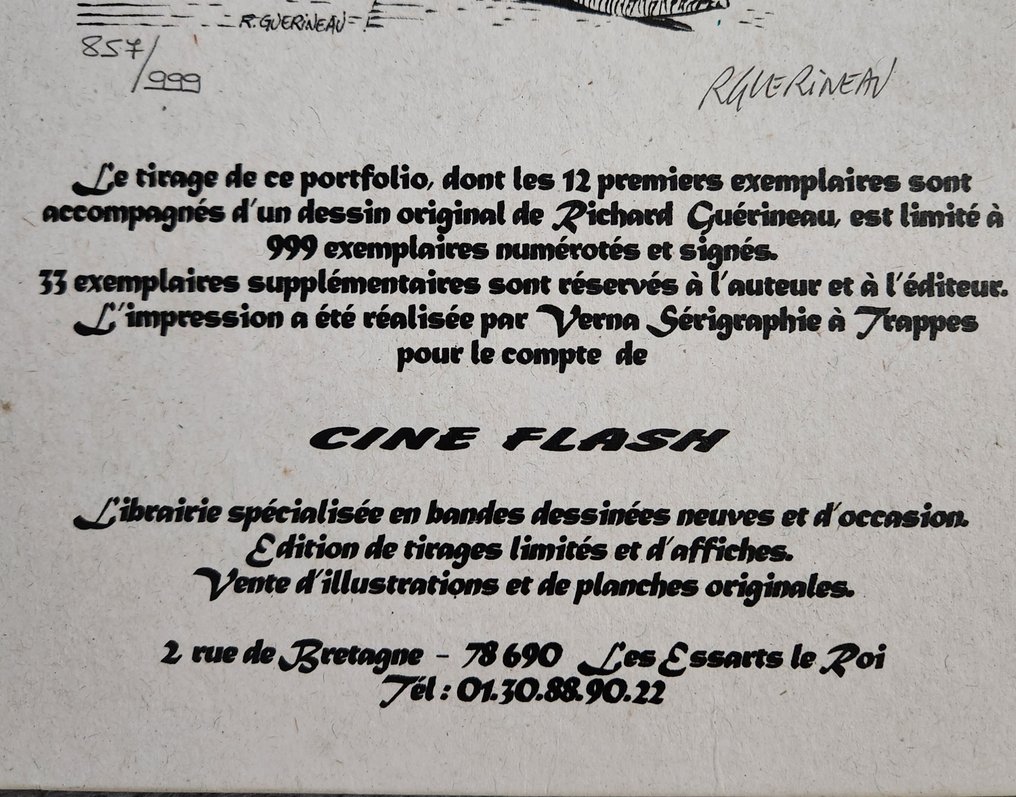 R. GUERINEAU
857/999
R GUERINEAU
Le tirage de ce portfolio, dont les 12 premiers exemplaires sont
accompagnés d'un dessin original de Richard Guérineau, est limité à
999 exemplaires numérotés et signés.
33 exemplaires supplémentaires sont réservés à l'auteur et à l'éditeur.
L'impression a été réalisée par Verna Sérigraphie à Trappes
pour le compte de
CINE FLASH
Librairie spécialisée en bandes dessinées neuves et d'occasion.
Edition de tirages limités et d'affiches.
Vente d'illustrations et de planches originales.
2 rue de Bretagne - 78690 Les Essarts le Roi
Tél : 01.30.88.90.22